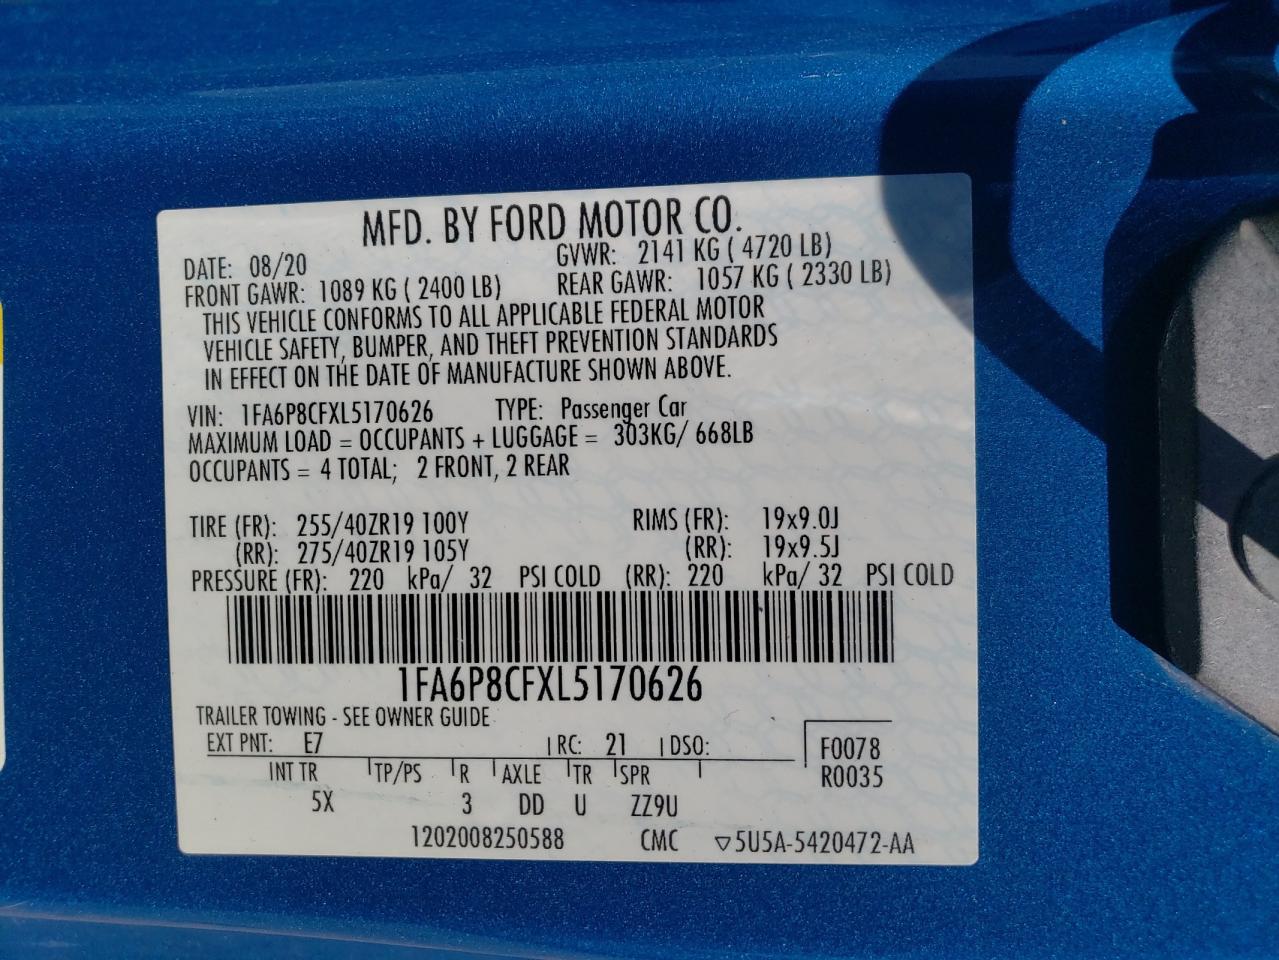 MFD. BY FORD MOTOR CO.
DATE: 08/20 GVWR: 2141 KG ( 4720 LB)
FRONT GAWR: 1089 KG ( 2400 LB) REAR GAWR: 1057 KG ( 2330 LB)
THIS VEHICLE CONFORMS TO ALL APPLICABLE FEDERAL MOTOR
VEHICLE SAFETY, BUMPER, AND THEFT PREVENTION STANDARDS
IN EFFECT ON THE DATE OF MANUFACTURE SHOWN ABOVE.
VIN: 1FA6P8CFXL5170626 TYPE: Passenger Car
MAXIMUM LOAD = OCCUPANTS + LUGGAGE = 303KG/ 668LB
OCCUPANTS = 4 TOTAL; 2 FRONT, 2 REAR
TIRE (FR): 255/40ZR19 100Y RIMS (FR): 19x9.0J
(RR): 275/40ZR19 105Y (RR): 19x9.5J
PRESSURE (FR): 220 kPa/ 32 PSI COLD (RR): 220 kPa/ 32 PSI COLD
1FA6P8CFXL5170626
TRAILER TOWING - SEE OWNER GUIDE
EXT PNT: E7 RC: 21 DSO: F0078
INT TR TP/PS R AXLE TR SPR R0035
5X 3 DD U ZZ9U
1202008250588 CMC ▽5U5A-5420472-AA